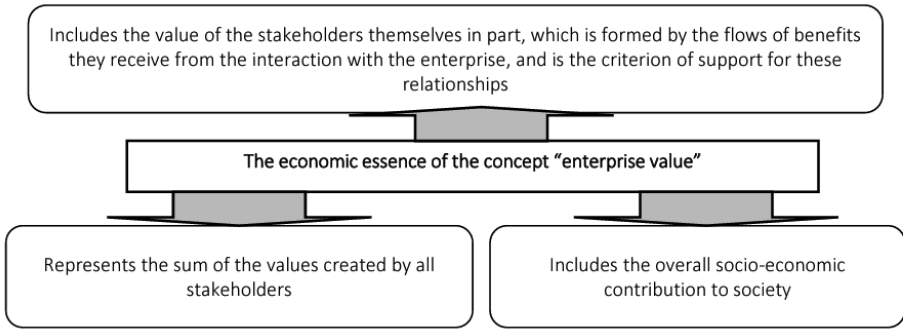 Includes the value of the stakeholders themselves in part, which is formed by the flows of benefits
they receive from the interaction with the enterprise, and is the criterion of support for these
relationships
The economic essence of the concept “enterprise value”
Represents the sum of the values created by all
stakeholders
Includes the overall socio-economic
contribution to society